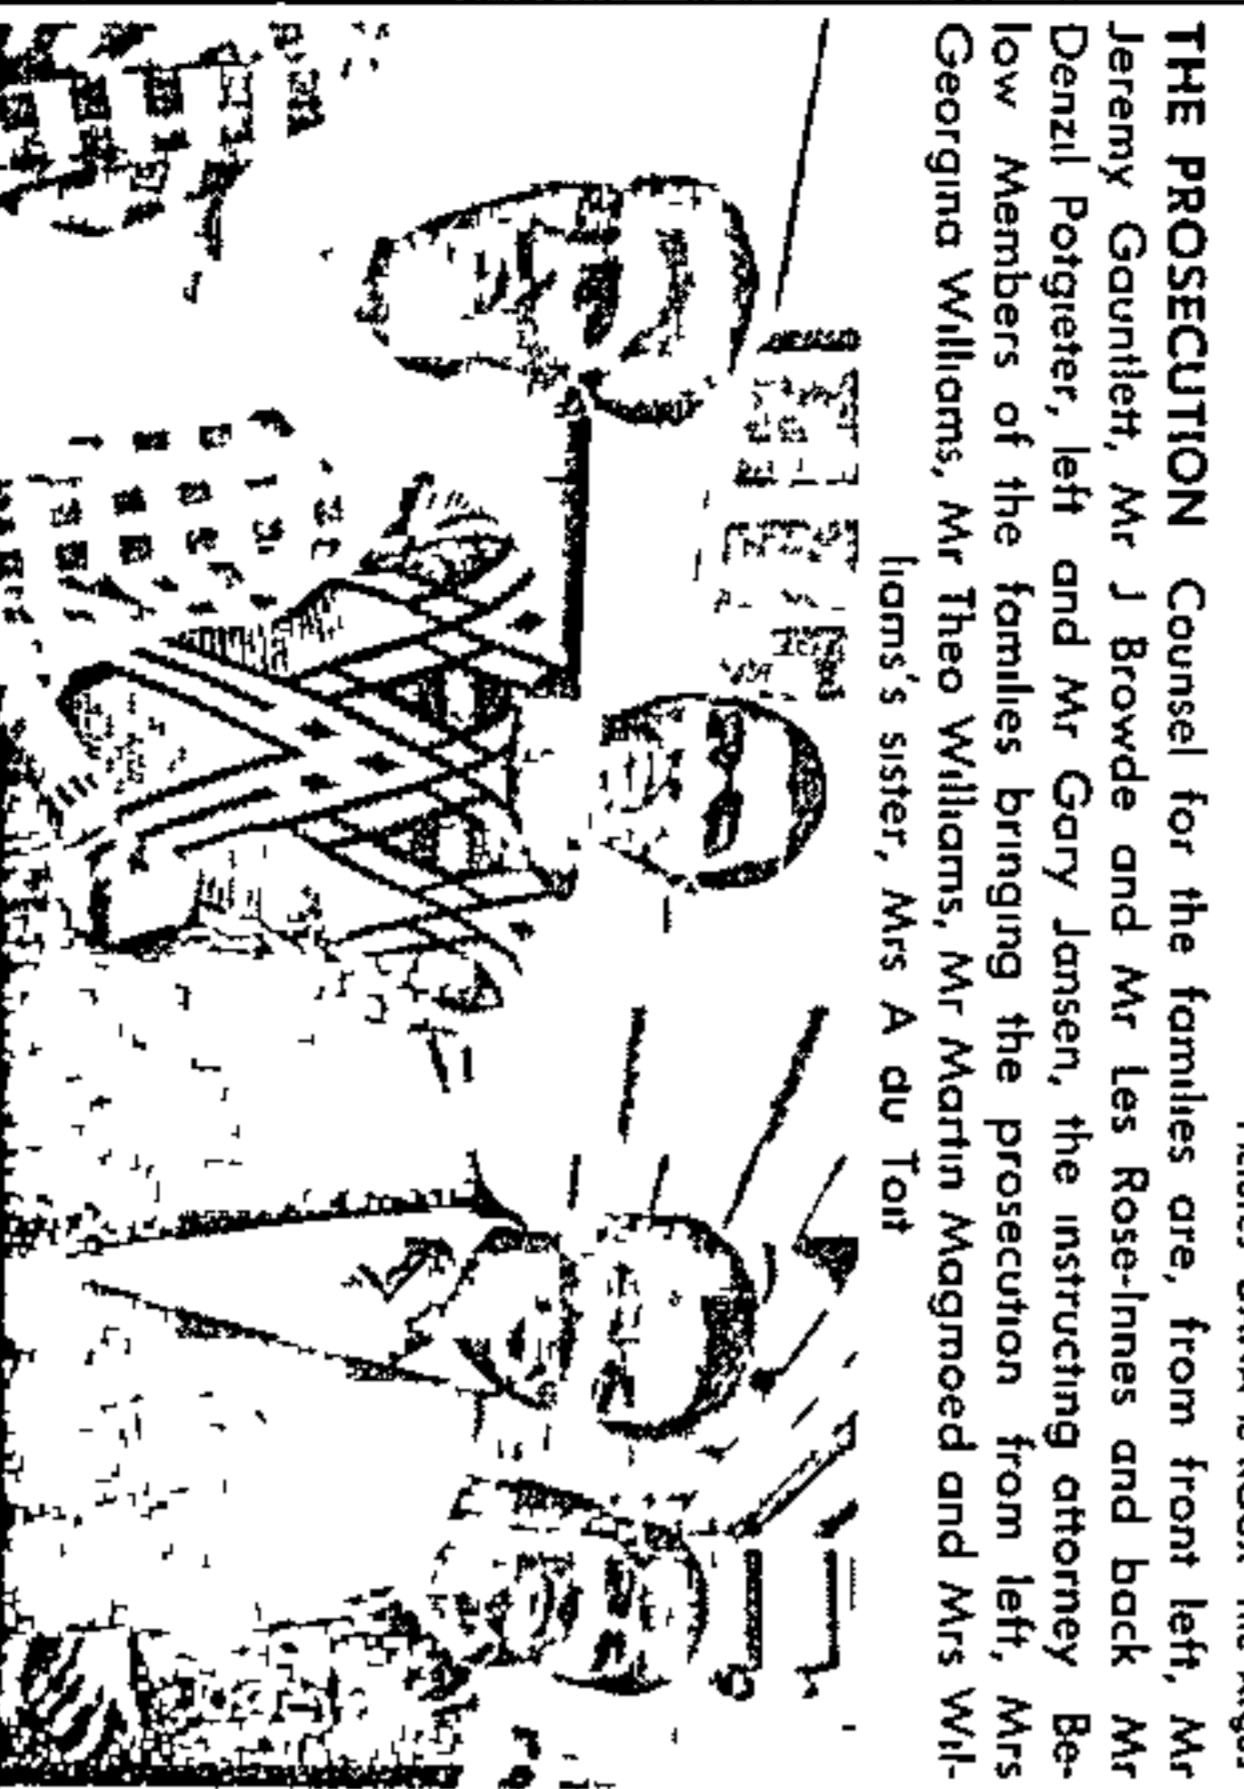 THE PROSECUTION Counsel for the families are, from front left, Mr
Jeremy Gauntlett, Mr J Browde and Mr Les Rose-Innes and back Mr
Denzil Potgieter, left and Mr Gary Jansen, the instructing attorney Be-
low Members of the families bringing the prosecution from left, Mrs
Georgina Williams, Mr Theo Williams, Mr Martin Magmoed and Mrs Wil-
liams's sister, Mrs A du Toit